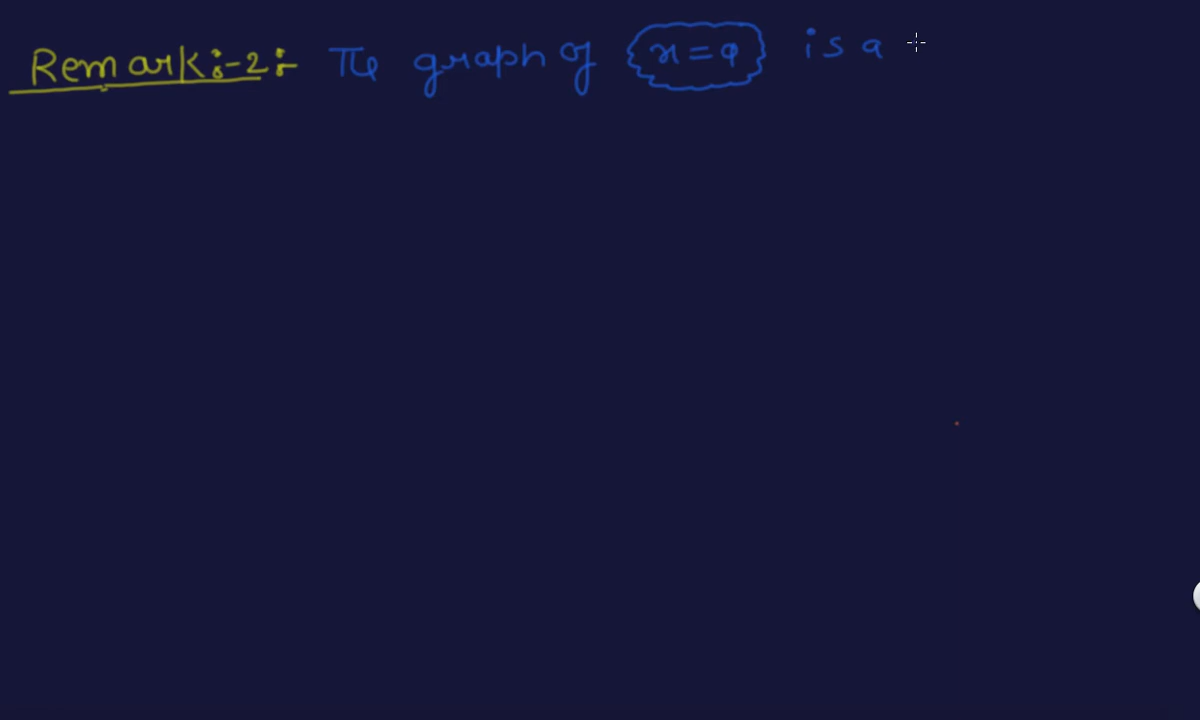 Remark:-2:- The graph of x=a is a